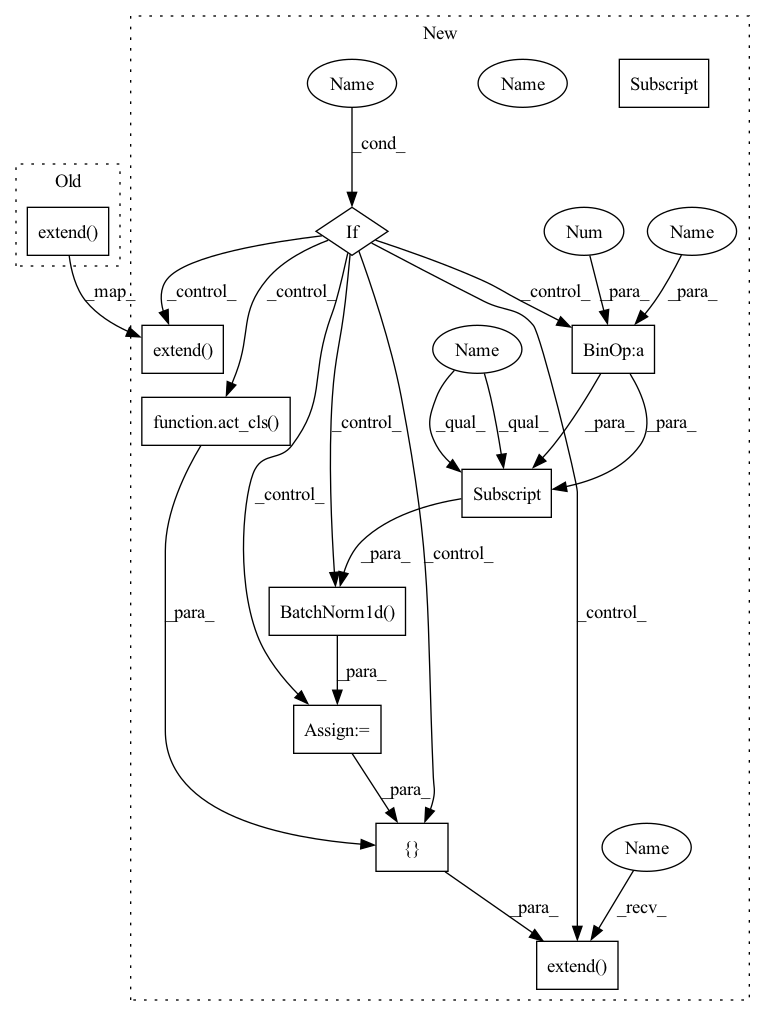 New
Name
Name
Subscript
_cond_
Old
extend()
If
Num
Name
_map_
_control_
_control_
_control_
_para_
_para_
extend()
Name
BinOp:a
function.act_cls()
_control_
_qual_
_qual_
_para_
_para_
Subscript
_control_
_para_
_control_
BatchNorm1d()
_para_
_control_
_para_
Assign:=
_para_
{}
Name
_para_
_recv_
extend()